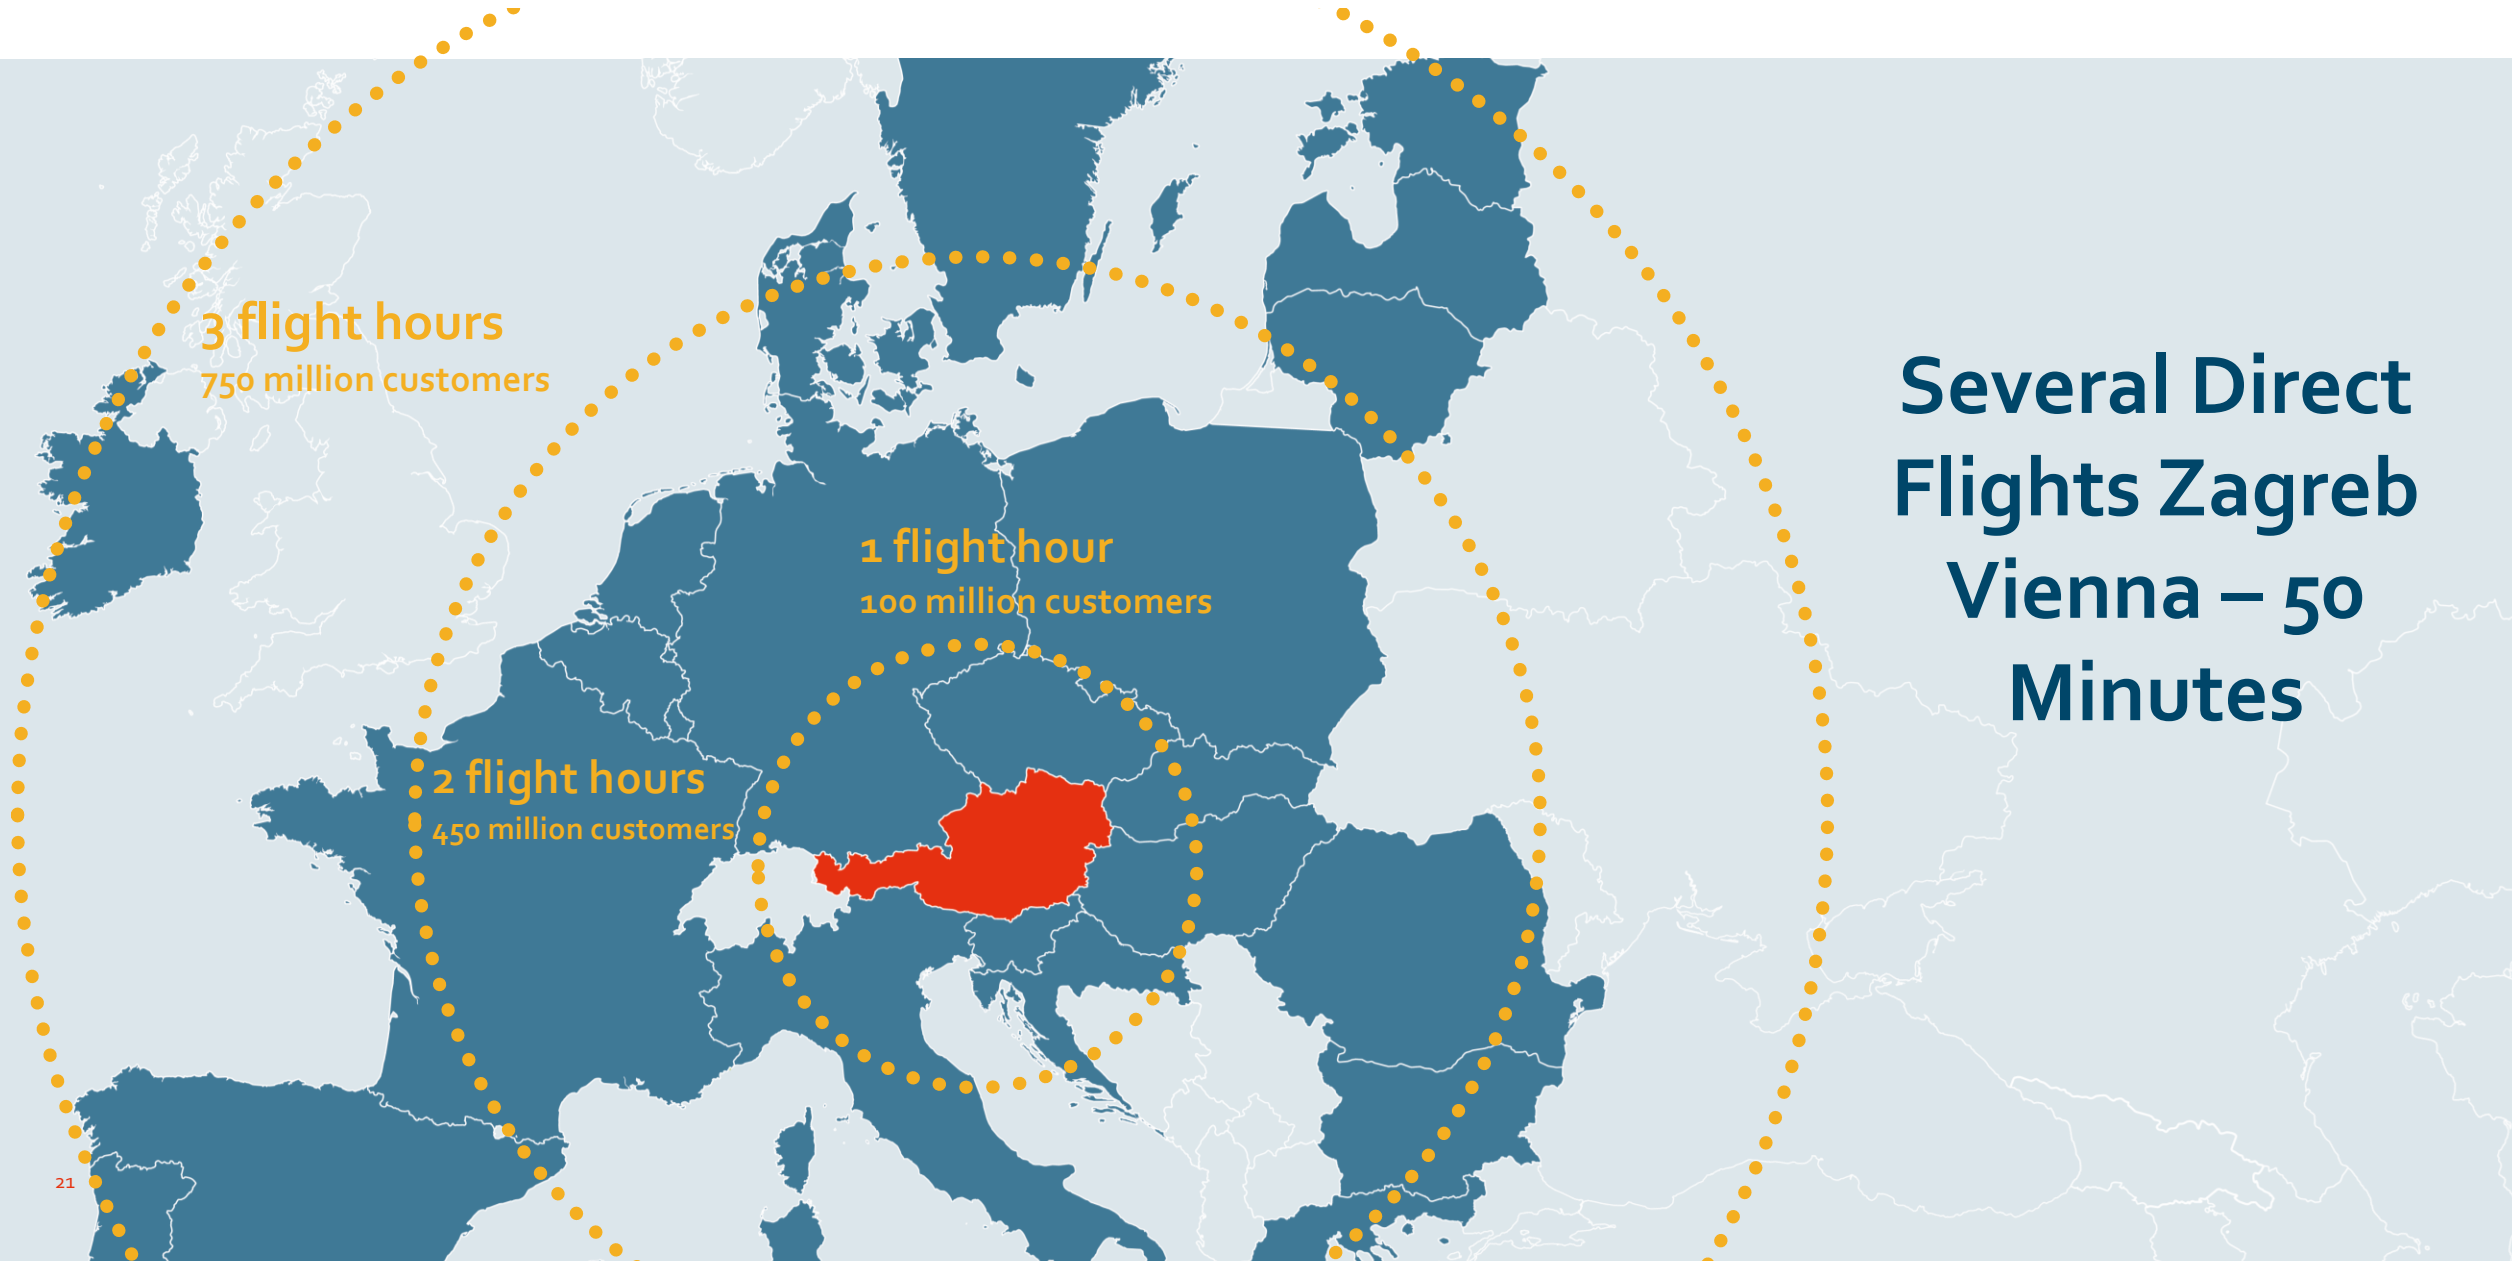 3 flight hours
750 million customers
1 flight hour
100 million customers
2 flight hours
450 million customers
Several Direct
Flights Zagreb
Vienna – 50
Minutes
21